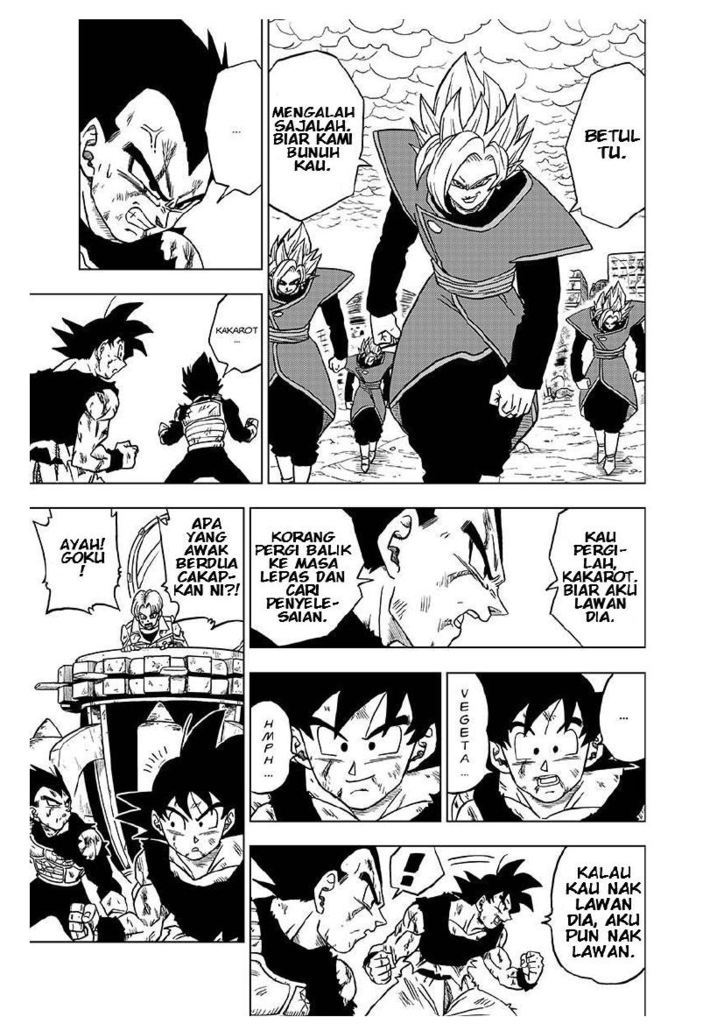 BETUL
TU.
MENGALAH
SAJALAH.
BIAR KAMI
BUNUH
KAU.
...
KAKAROT
...
KAU
PERGI-
LAH,
KAKAROT.
BIAR AKU
LAWAN
DIA.
KORANG
PERGI BALIK
KE MASA
LEPAS DAN
CARI
PENYELE-
SAIAN.
...
VEGETA...
HMPH...
KALAU
KAU NAK
LAWAN
DIA, AKU
PUN NAK
LAWAN.
!
APA
YANG
AWAK
BERDUA
CAKAP-
KAN NI?!
AYAH!
GOKU
!